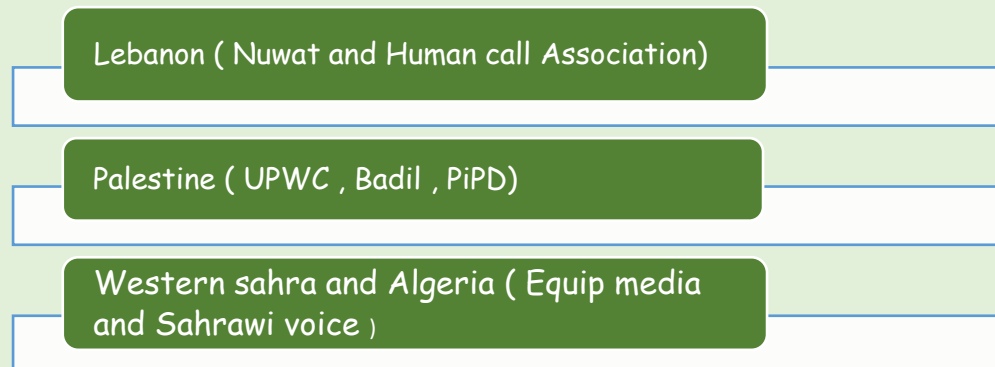 Lebanon ( Nuwat and Human call Association)
Palestine ( UPWC , Badil , PiPD)
Western sahra and Algeria ( Equip media
and Sahrawi voice )